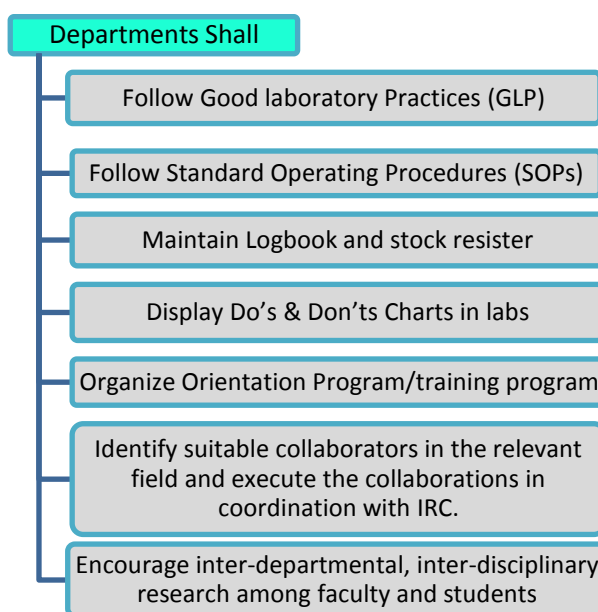 Departments Shall
Follow Good laboratory Practices (GLP)
Follow Standard Operating Procedures (SOPs)
Maintain Logbook and stock resister
Display Do’s & Don’ts Charts in labs
Organize Orientation Program/training program
Identify suitable collaborators in the relevant
field and execute the collaborations in
coordination with IRC.
Encourage inter-departmental, inter-disciplinary
research among faculty and students